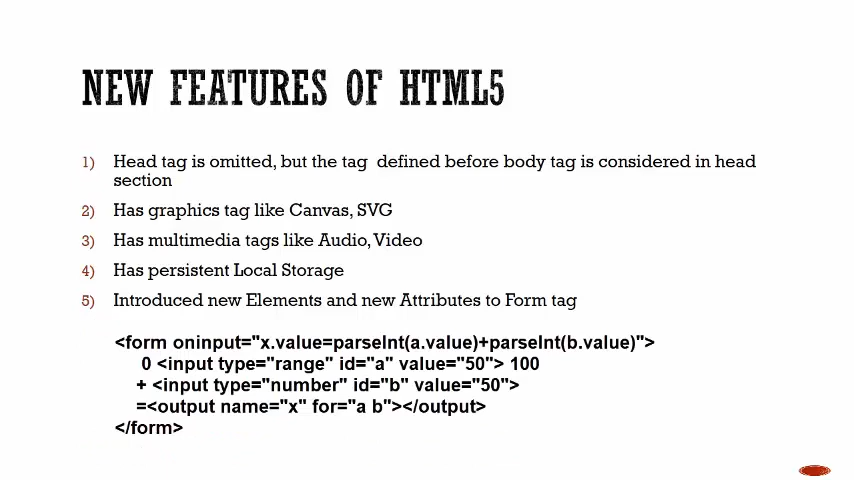 NEW FEATURES OF HTML5
1) Head tag is omitted, but the tag defined before body tag is considered in head
section
2) Has graphics tag like Canvas, SVG
3) Has multimedia tags like Audio, Video
4) Has persistent Local Storage
5) Introduced new Elements and new Attributes to Form tag
<form oninput="x.value=parseInt(a.value)+parseInt(b.value)">
0 <input type="range" id="a" value="50"> 100
+ <input type="number" id="b" value="50">
=<output name="x" for="a b"></output>
</form>